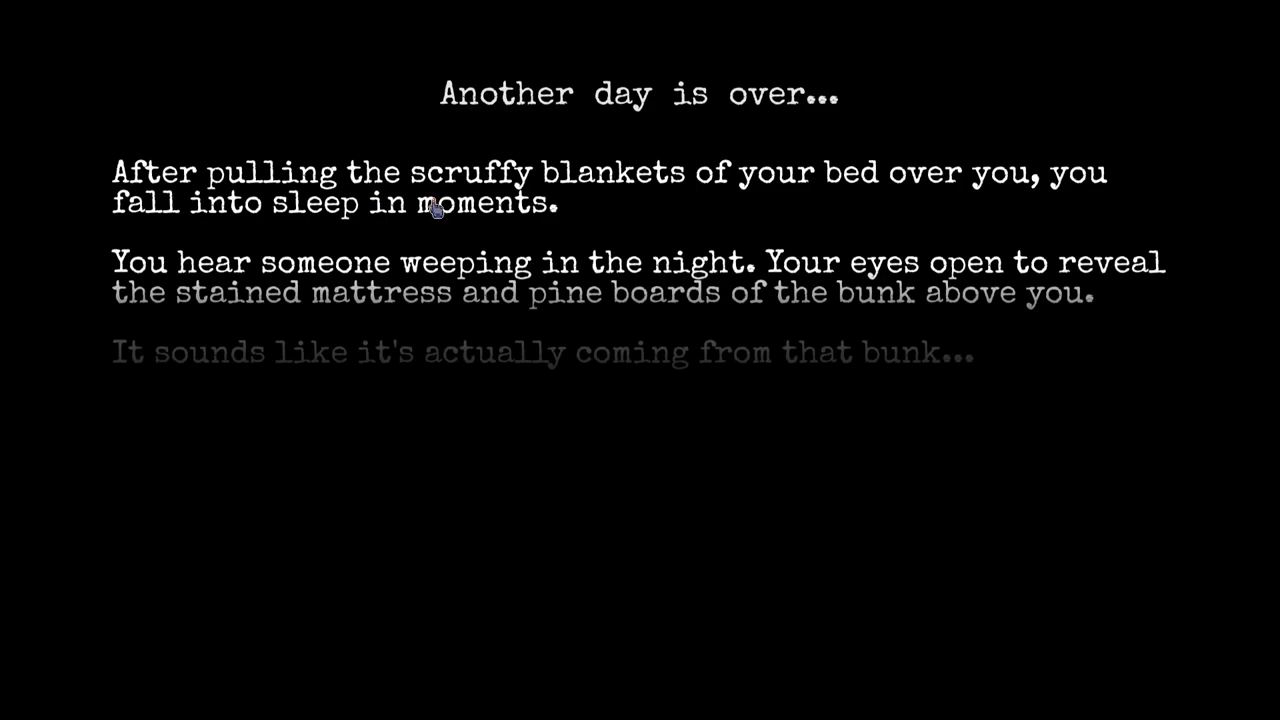 Another day is over...
After pulling the scruffy blankets of your bed over you, you
fall into sleep in moments.
You hear someone weeping in the night. Your eyes open to reveal
the stained mattress and pine boards of the bunk above you.
It sounds like it's actually coming from that bunk...